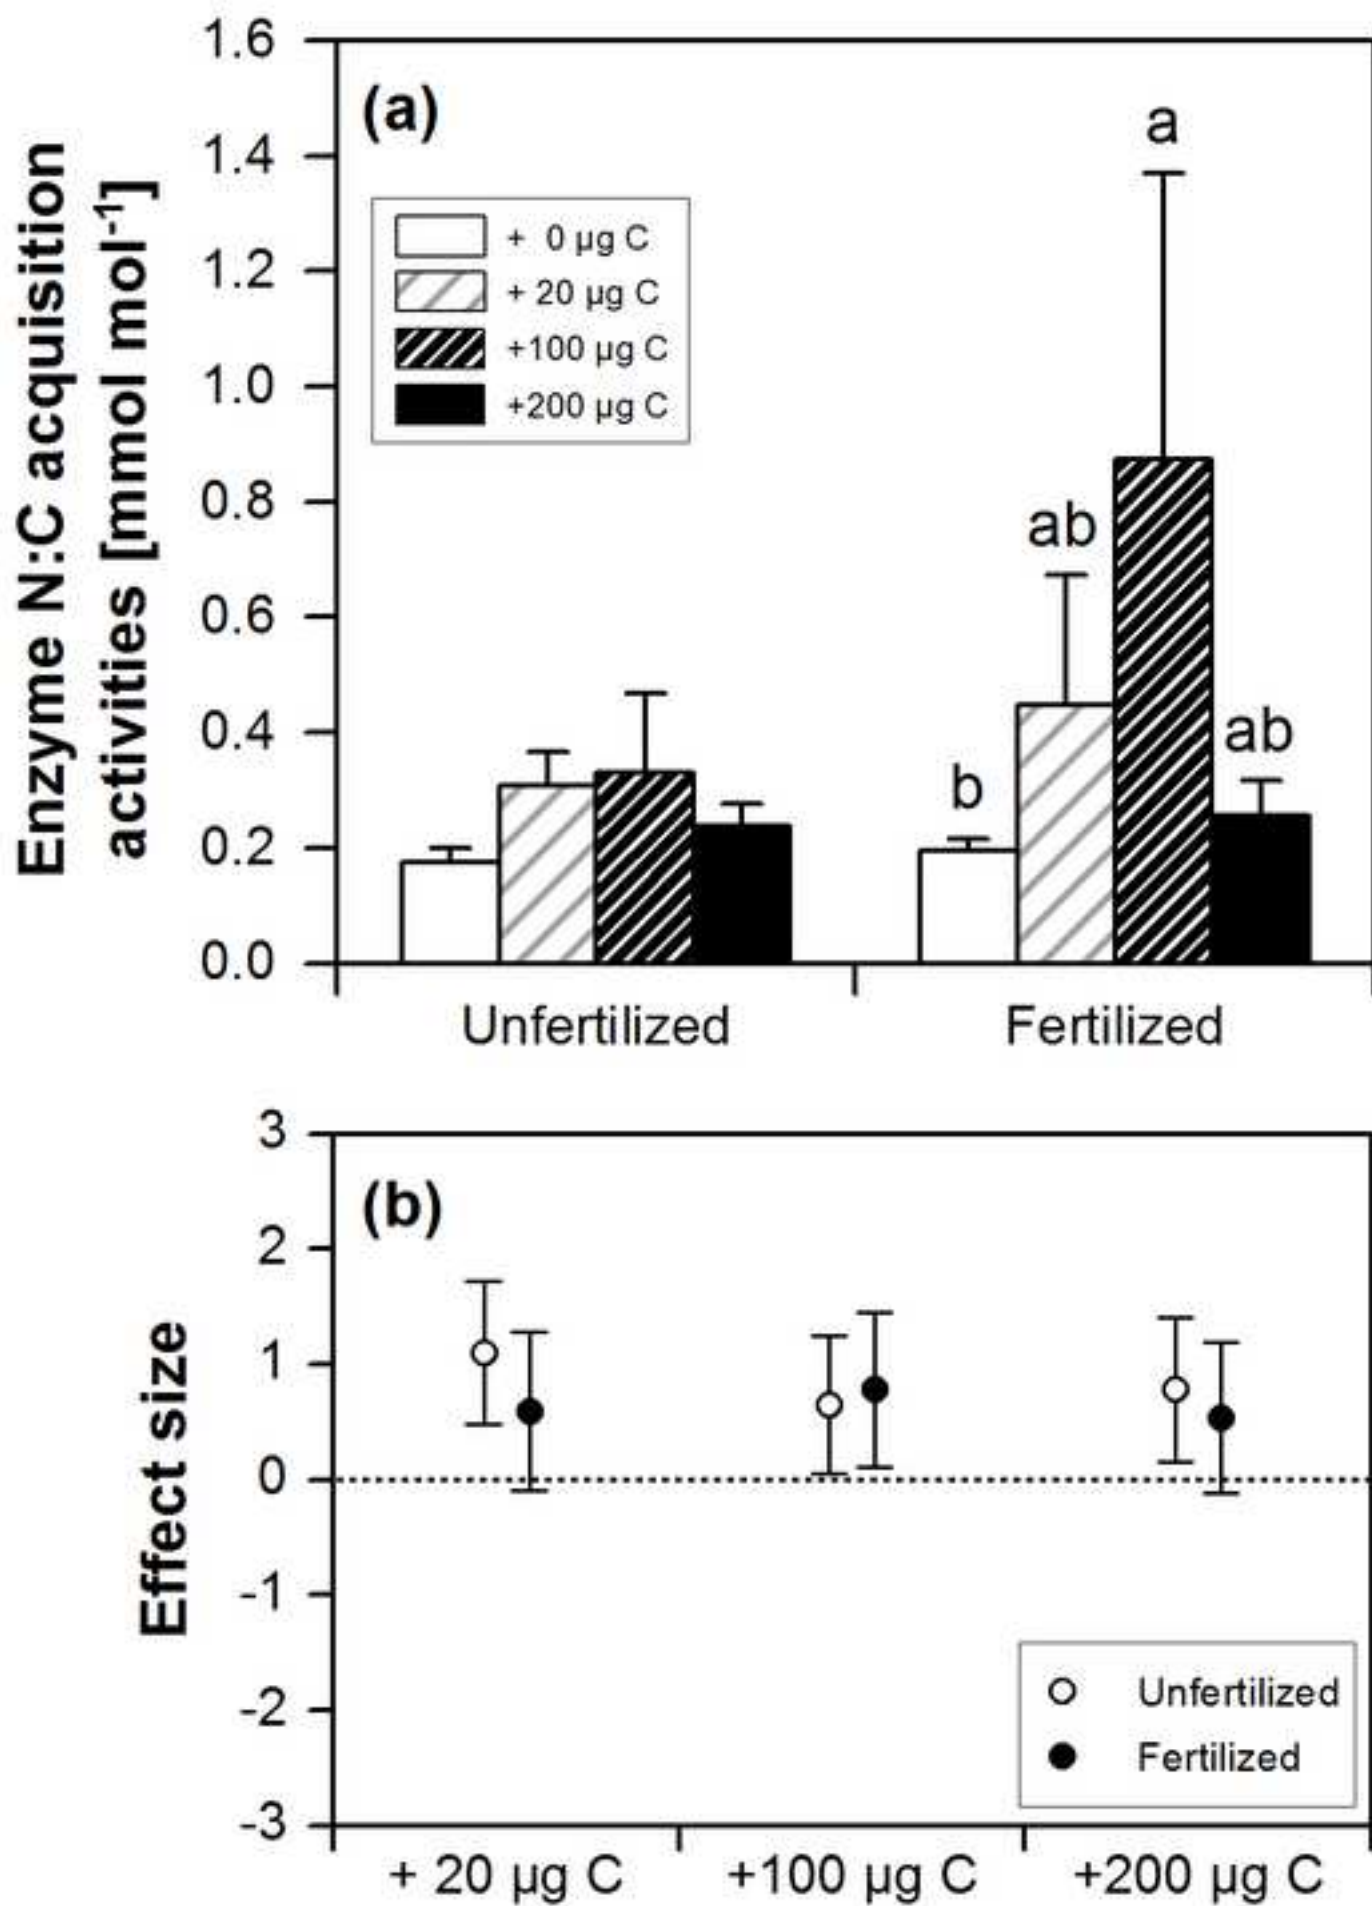 Enzyme N:C acquisition
activities [mmol mol⁻¹]
1.6
1.4
1.2
1.0
0.8
0.6
0.4
0.2
0.0
(a)
+ 0 µg C
+ 20 µg C
+100 µg C
+200 µg C
b
ab
a
ab
Unfertilized
Fertilized
Effect size
3
2
1
0
-1
-2
-3
(b)
Unfertilized
Fertilized
+ 20 µg C
+100 µg C
+200 µg C